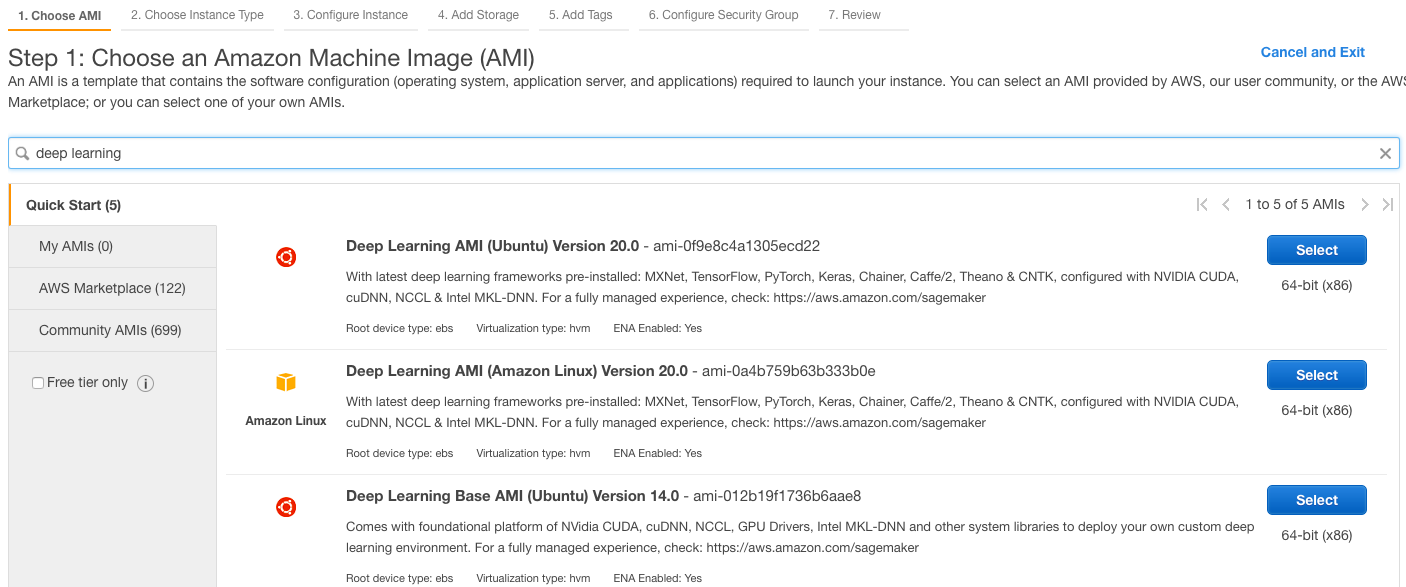 1. Choose AMI 2. Choose Instance Type 3. Configure Instance 4. Add Storage 5. Add Tags 6. Configure Security Group 7. Review
Step 1: Choose an Amazon Machine Image (AMI)
Cancel and Exit
An AMI is a template that contains the software configuration (operating system, application server, and applications) required to launch your instance. You can select an AMI provided by AWS, our user community, or the AWS
Marketplace; or you can select one of your own AMIs.
deep learning
Quick Start (5)
1 to 5 of 5 AMIs
My AMIs (0)
AWS Marketplace (122)
Community AMIs (699)
Free tier only i
Deep Learning AMI (Ubuntu) Version 20.0 - ami-0f9e8c4a1305ecd22
Select
With latest deep learning frameworks pre-installed: MXNet, TensorFlow, PyTorch, Keras, Chainer, Caffe/2, Theano & CNTK, configured with NVIDIA CUDA,
cuDNN, NCCL & Intel MKL-DNN. For a fully managed experience, check: https://aws.amazon.com/sagemaker
64-bit (x86)
Root device type: ebs Virtualization type: hvm ENA Enabled: Yes
Deep Learning AMI (Amazon Linux) Version 20.0 - ami-0a4b759b63b333b0e
Select
Amazon Linux
With latest deep learning frameworks pre-installed: MXNet, TensorFlow, PyTorch, Keras, Chainer, Caffe/2, Theano & CNTK, configured with NVIDIA CUDA,
cuDNN, NCCL & Intel MKL-DNN. For a fully managed experience, check: https://aws.amazon.com/sagemaker
64-bit (x86)
Root device type: ebs Virtualization type: hvm ENA Enabled: Yes
Deep Learning Base AMI (Ubuntu) Version 14.0 - ami-012b19f1736b6aae8
Select
Comes with foundational platform of NVidia CUDA, cuDNN, NCCL, GPU Drivers, Intel MKL-DNN and other system libraries to deploy your own custom deep
learning environment. For a fully managed experience, check: https://aws.amazon.com/sagemaker
64-bit (x86)
Root device type: ebs Virtualization type: hvm ENA Enabled: Yes